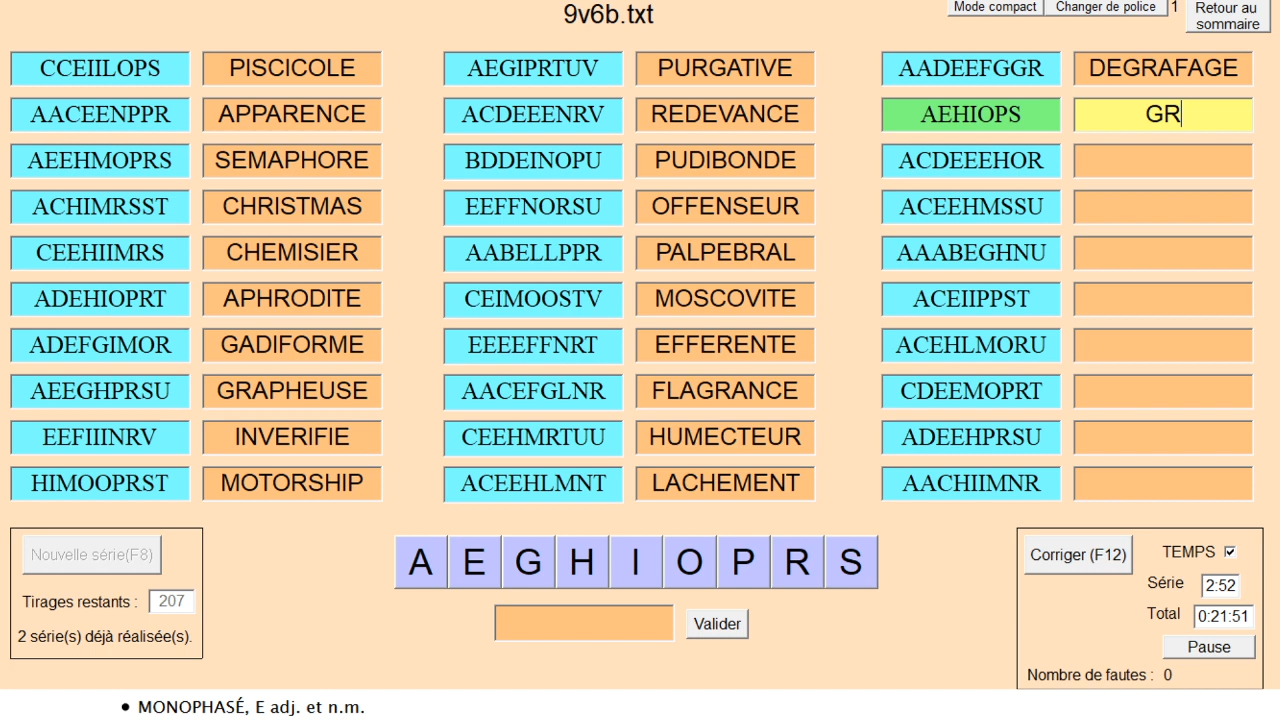 9v6b.txt
Mode compact Changer de police 1 Retour au
sommaire
CCEIILOPS PISCICOLE AEGIPRTUV PURGATIVE AADEEFGGR DEGRAFAGE
AACEENPPR APPARENCE ACDEEENRV REDEVANCE AEHIOPS GR
AEEHMOPRS SEMAPHORE BDDEINOPU PUDIBONDE ACDEEEHOR
ACHIMRSST CHRISTMAS EEFFNORSU OFFENSEUR ACEEHMSSU
CEEHIIMRS CHEMISIER AABELLPPR PALPEBRAL AAABEGHNU
ADEHIOPRT APHRODITE CEIMOOSTV MOSCOVITE ACEIIPPST
ADEFGIMOR GADIFORME EEEEFFNRT EFFERENTE ACEHLMORU
AEEGHPRSU GRAPHEUSE AACEFGLNR FLAGRANCE CDEEMOPRT
EEFIIINRV INVERIFIE CEEHMRTUU HUMECTEUR ADEEHPRSU
HIMOOPRST MOTORSHIP ACEEHLMNT LACHEMENT AACHIIMNR
Nouvelle série(F8)
Tirages restants : 207
2 série(s) déjà réalisée(s).
A E G H I O P R S
Valider
Corriger (F12) TEMPS
Série 2:52
Total 0:21:51
Pause
Nombre de fautes : 0
• MONOPHASÉ, E adj. et n.m.